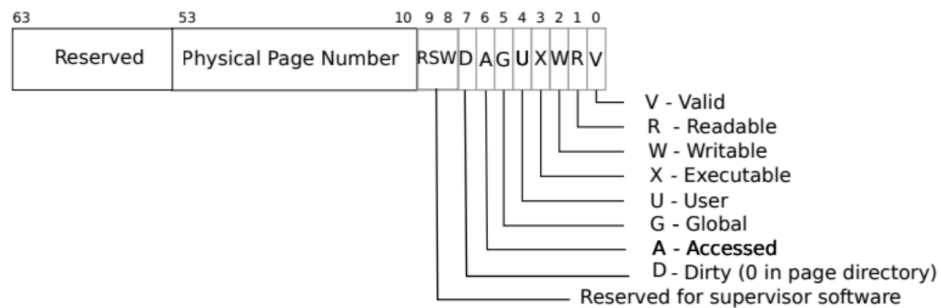 63 53 10 9 8 7 6 5 4 3 2 1 0
Reserved Physical Page Number RSW D A G U X W R V
V - Valid
R - Readable
W - Writable
X - Executable
U - User
G - Global
A - Accessed
D - Dirty (0 in page directory)
Reserved for supervisor software